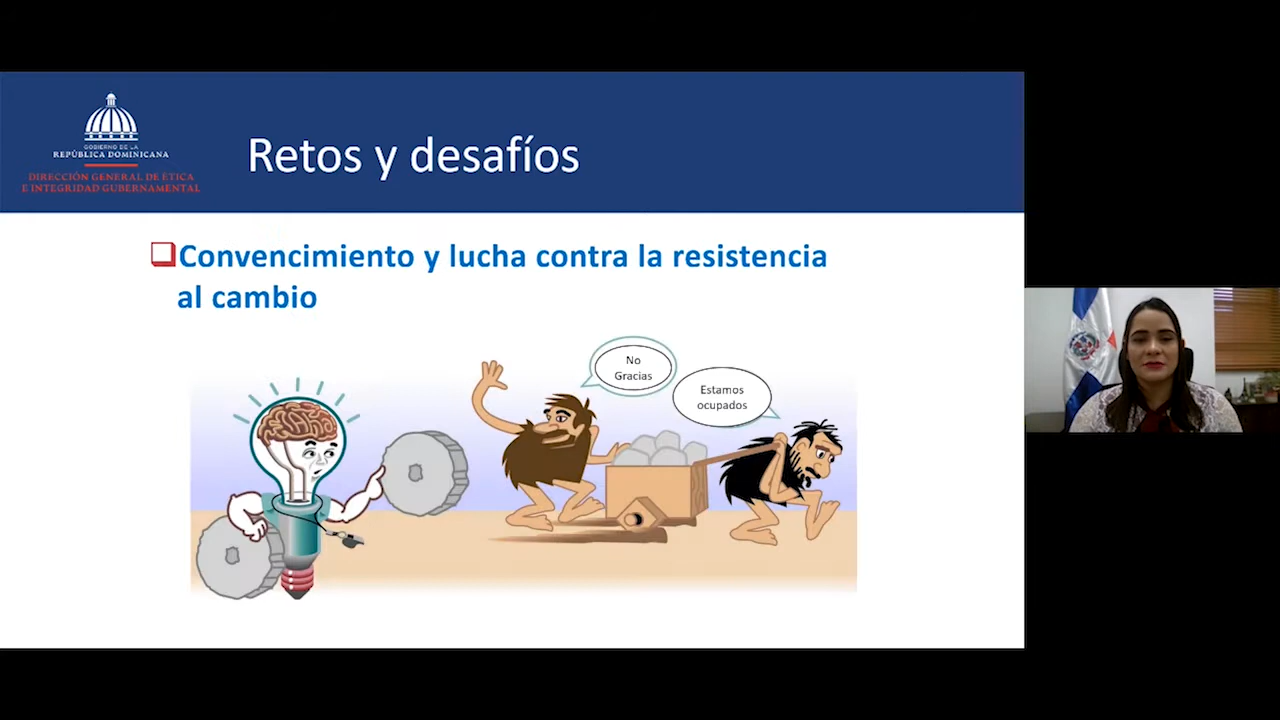 GOBIERNO DE LA
REPÚBLICA DOMINICANA
DIRECCIÓN GENERAL DE ÉTICA
E INTEGRIDAD GUBERNAMENTAL
Retos y desafíos
Convencimiento y lucha contra la resistencia
al cambio
No
Gracias
Estamos
ocupados